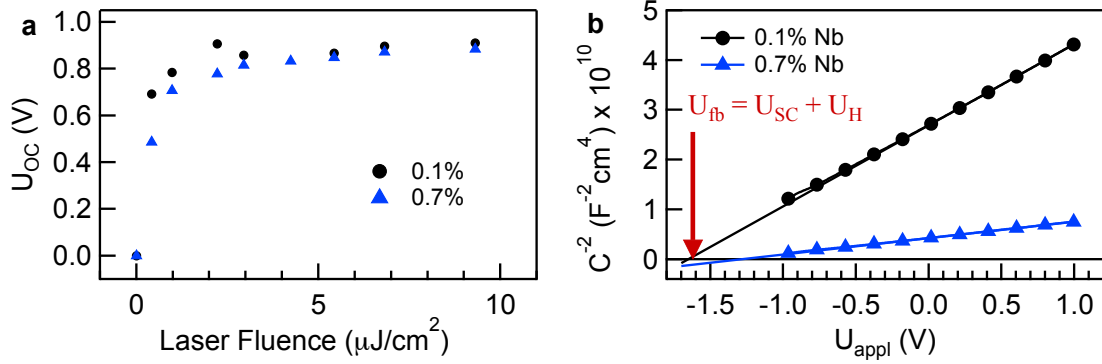 a
1.0
0.8
0.6
0.4
0.2
0.0
U_OC (V)
0.1%
0.7%
0
5
10
Laser Fluence (μJ/cm²)
b
5
4
3
2
1
0
C⁻² (F⁻²cm⁴) x 10¹⁰
0.1% Nb
0.7% Nb
U_fb = U_SC + U_H
-1.5
-1.0
-0.5
0.0
0.5
1.0
U_appl (V)